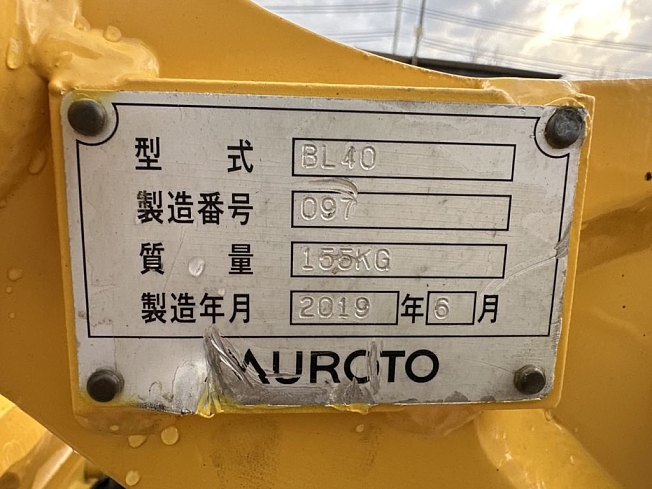 型 式 BL40
製造番号 097
質 量 155KG
製造年月 2019 年 6 月
AUROTO